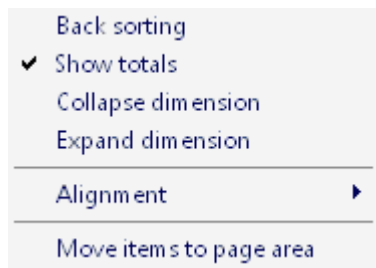 Back sorting
Show totals
Collapse dimension
Expand dimension
Alignment
Move items to page area